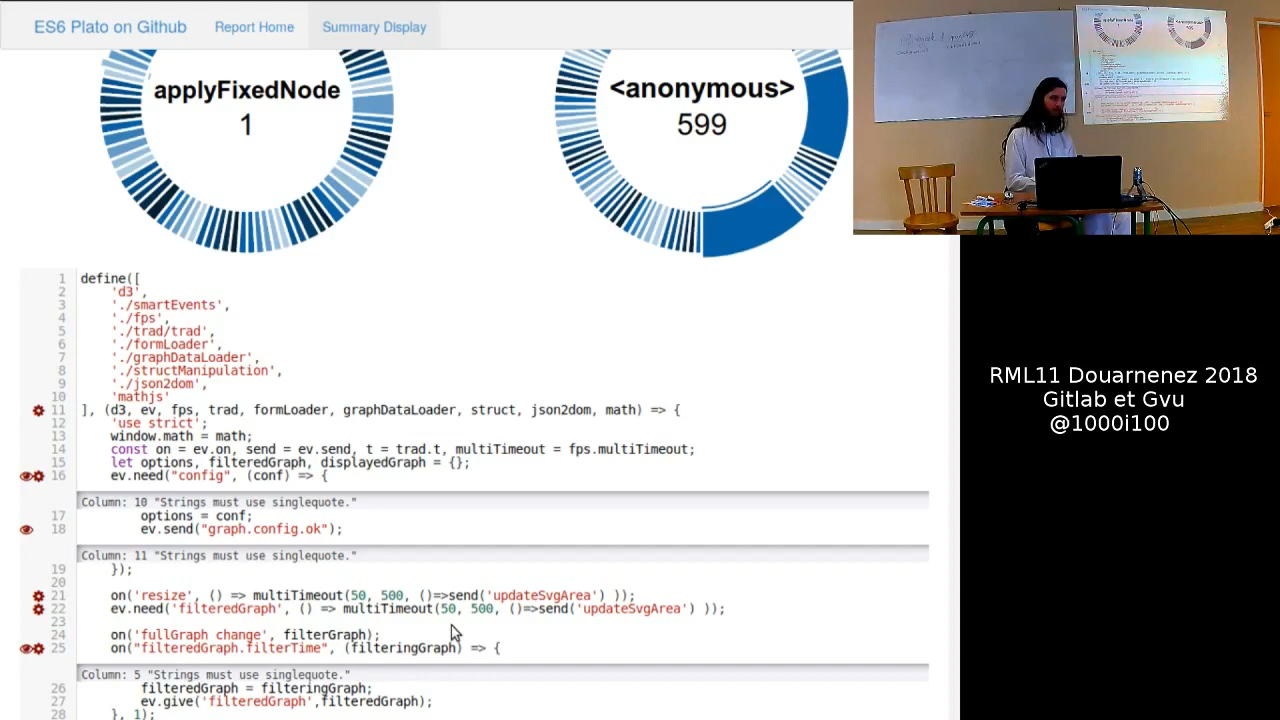 ES6 Plato on Github
Report Home
Summary Display
applyFixedNode
1
<anonymous>
599
1 define([
2 'd3',
3 './smartEvents',
4 './fps',
5 './trad/trad',
6 './formLoader',
7 './graphDataLoader',
8 './structManipulation',
9 './json2dom',
10 'mathjs'
11 ], (d3, ev, fps, trad, formLoader, graphDataLoader, struct, json2dom, math) => {
12 'use strict';
13 window.math = math;
14 const on = ev.on, send = ev.send, t = trad.t, multiTimeout = fps.multiTimeout;
15 let options, filteredGraph, displayedGraph = {};
16 ev.need("config", (conf) => {
Column: 10 "Strings must use singlequote."
17 options = conf;
18 ev.send("graph.config.ok");
Column: 11 "Strings must use singlequote."
19 });
20
21 on('resize', () => multiTimeout(50, 500, ()=>send('updateSvgArea') ));
22 ev.need('filteredGraph', () => multiTimeout(50, 500, ()=>send('updateSvgArea') ));
23
24 on('fullGraph change', filterGraph);
25 on("filteredGraph.filterTime", (filteringGraph) => {
Column: 5 "Strings must use singlequote."
26 filteredGraph = filteringGraph;
27 ev.give('filteredGraph',filteredGraph);
28 }, 1);
RML11 Douarnenez 2018
Gitlab et Gvu
@1000i100